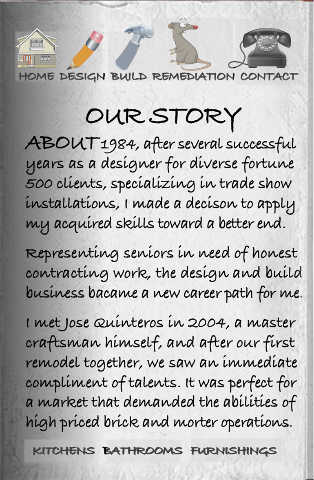 HOME DESIGN BUILD REMEDIATION CONTACT
OUR STORY
ABOUT 1984, after several successful
years as a designer for diverse fortune
500 clients, specializing in trade show
installations, I made a decison to apply
my acquired skills toward a better end.
Representing seniors in need of honest
contracting work, the design and build
business bacame a new career path for me.
I met Jose Quinteros in 2004, a master
craftsman himself, and after our first
remodel together, we saw an immediate
compliment of talents. It was perfect for
a market that demanded the abilities of
high priced brick and morter operations.
KITCHENS BATHROOMS FURNISHINGS